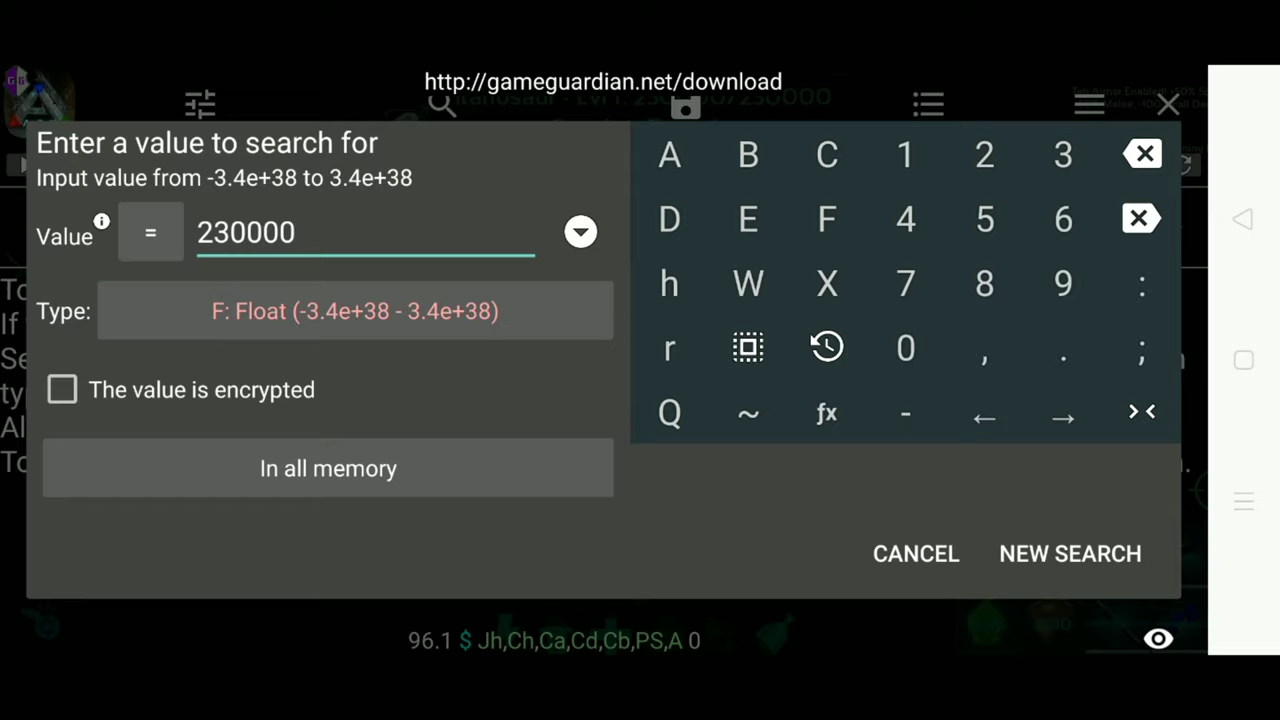 http://gameguardian.net/download
Enter a value to search for
Input value from -3.4e+38 to 3.4e+38
Value
=
230000
Type:
F: Float (-3.4e+38 - 3.4e+38)
The value is encrypted
In all memory
A B C 1 2 3
D E F 4 5 6
h W X 7 8 9 :
r 0 , . ;
Q ~ ƒx - ← → ><
CANCEL NEW SEARCH
96.1 $ Jh,Ch,Ca,Cd,Cb,PS,A 0